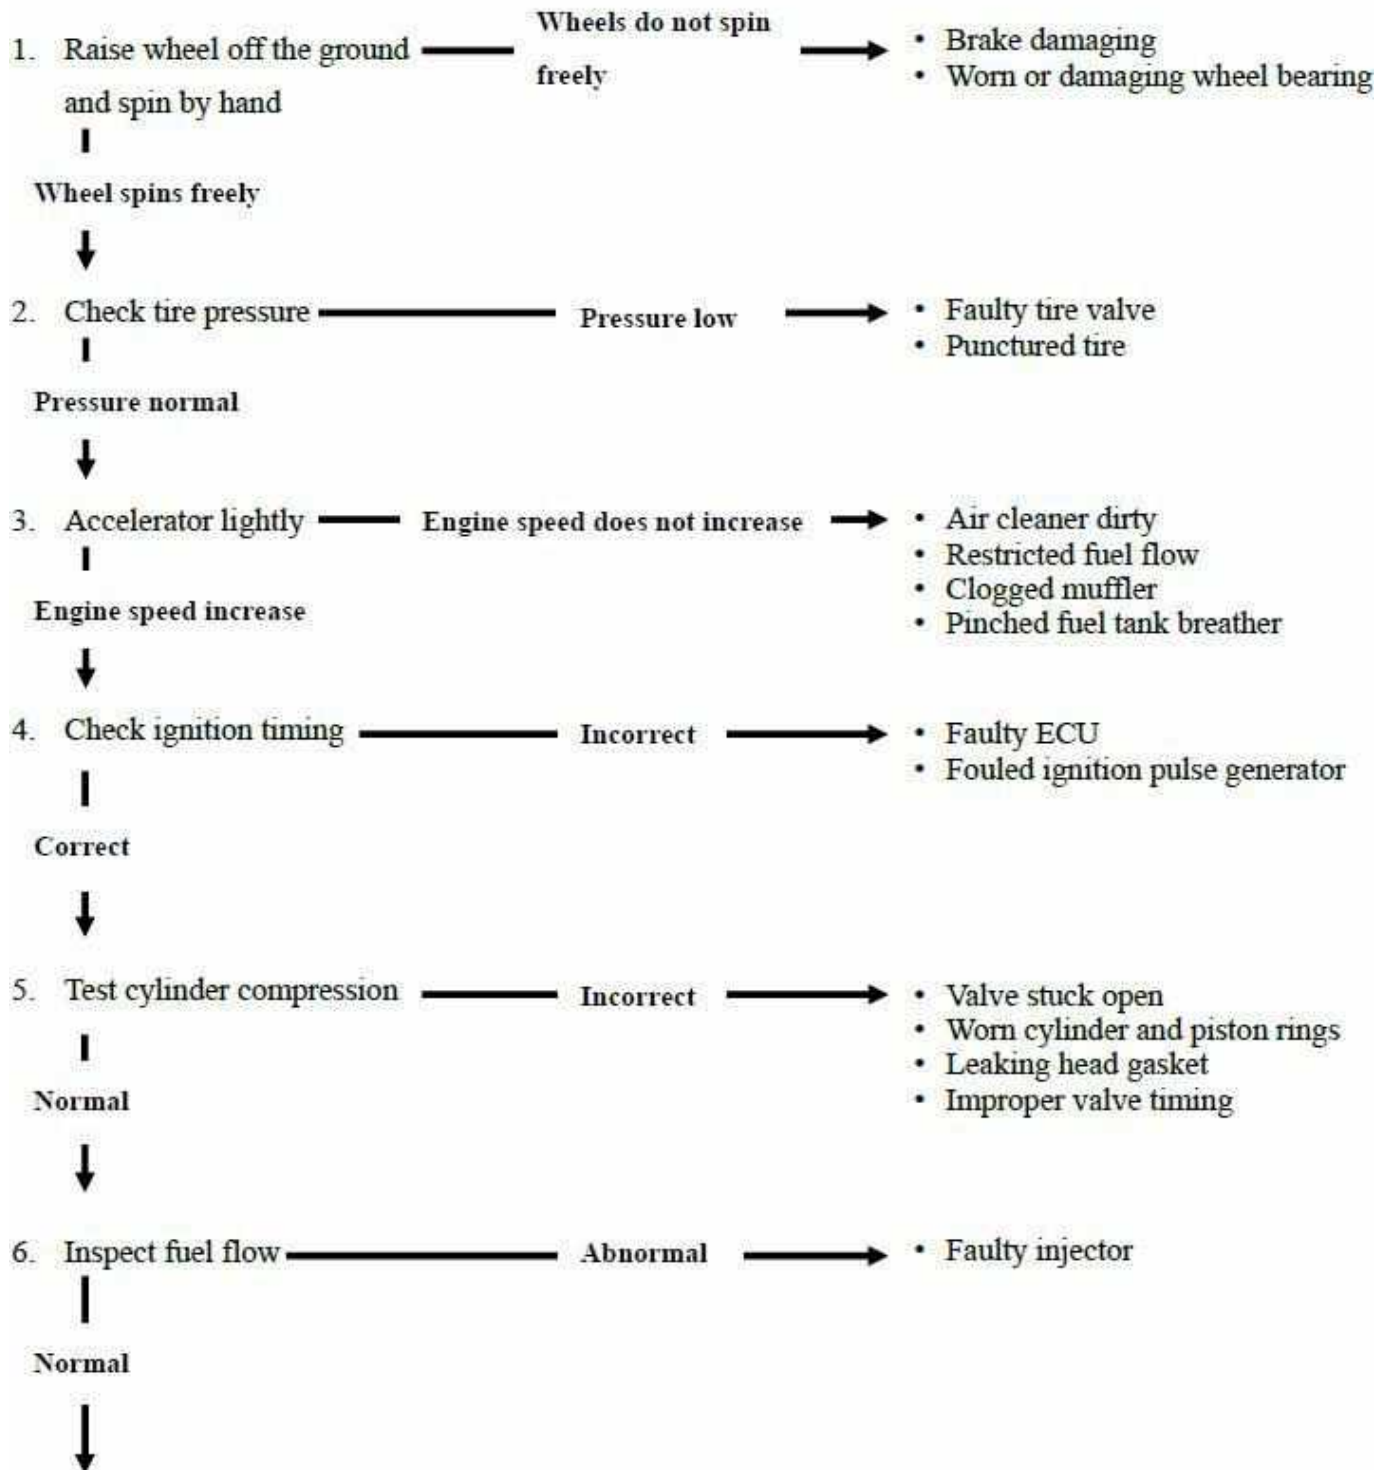 1. Raise wheel off the ground
and spin by hand
Wheels do not spin
freely
• Brake damaging
• Worn or damaging wheel bearing
Wheel spins freely
2. Check tire pressure
Pressure low
• Faulty tire valve
• Punctured tire
Pressure normal
3. Accelerator lightly
Engine speed does not increase
• Air cleaner dirty
• Restricted fuel flow
• Clogged muffler
• Pinched fuel tank breather
Engine speed increase
4. Check ignition timing
Incorrect
• Faulty ECU
• Fouled ignition pulse generator
Correct
5. Test cylinder compression
Incorrect
• Valve stuck open
• Worn cylinder and piston rings
• Leaking head gasket
• Improper valve timing
Normal
6. Inspect fuel flow
Abnormal
• Faulty injector
Normal